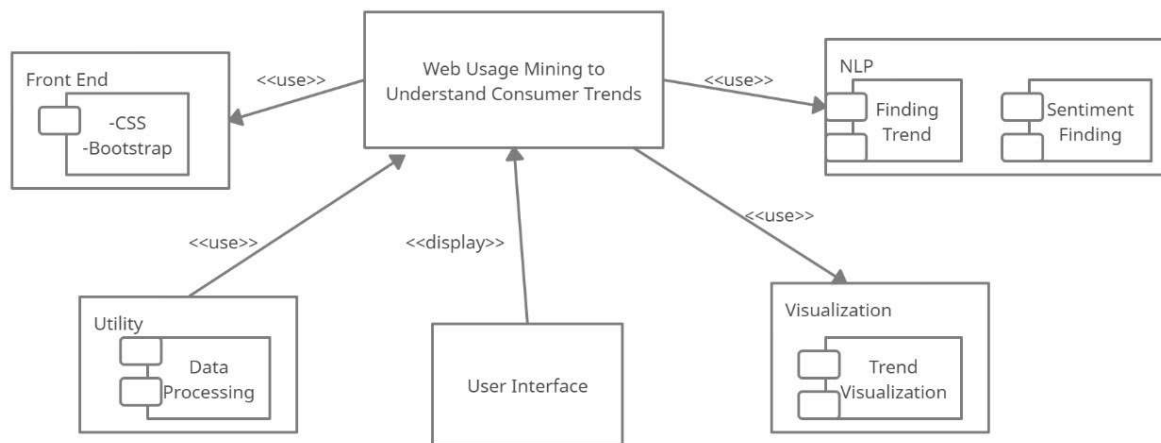 Web Usage Mining to
Understand Consumer Trends
Front End
-CSS
-Bootstrap
<<use>>
<<use>>
NLP
Finding
Trend
Sentiment
Finding
<<use>>
<<display>>
<<use>>
Utility
Data
Processing
User Interface
Visualization
Trend
Visualization